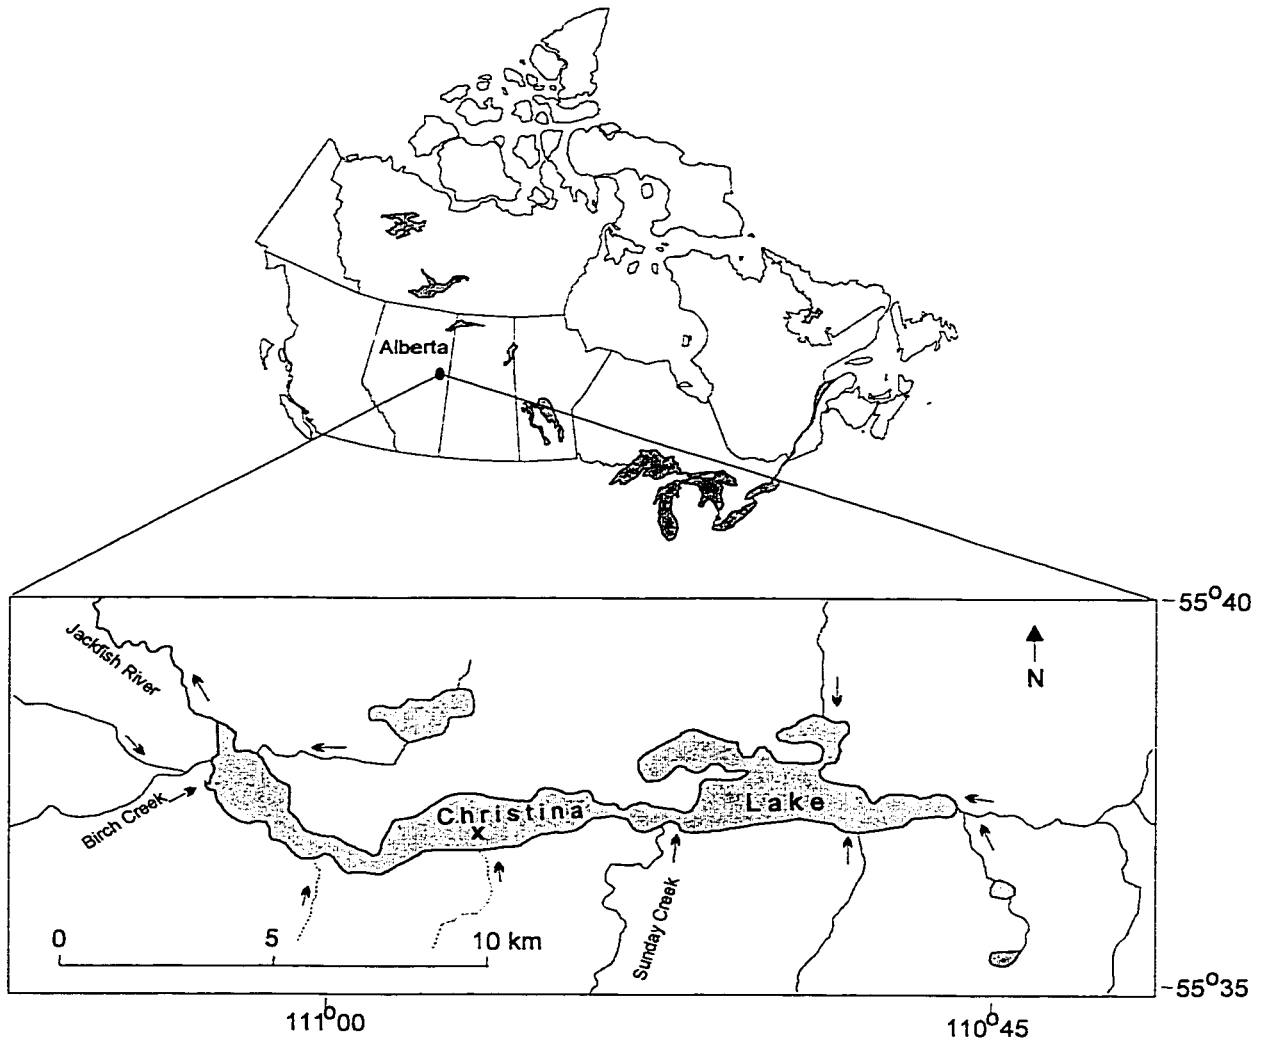 Alberta
55°40
Jackfish River
N
Birch Creek
Christina Lake
x
Sunday Creek
0 5 10 km
55°35
111°00 110°45